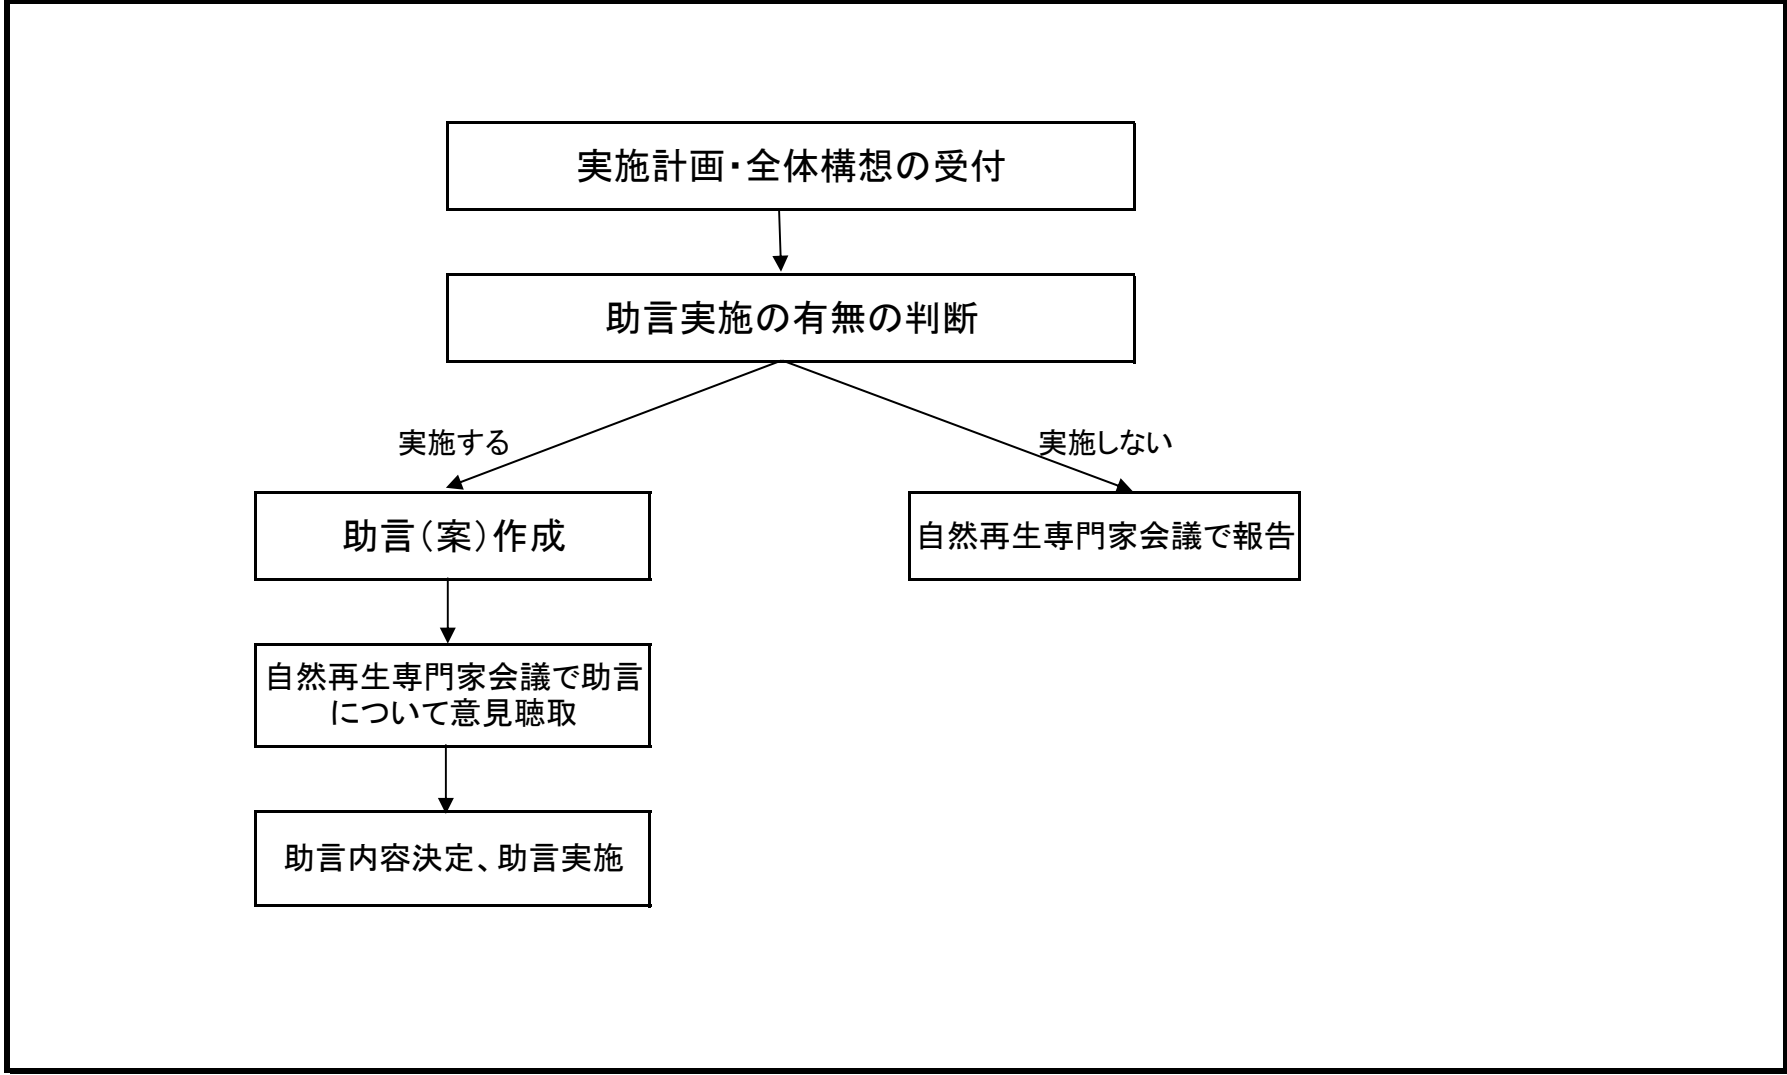 実施計画・全体構想の受付
助言実施の有無の判断
実施する
実施しない
助言(案)作成
自然再生専門家会議で報告
自然再生専門家会議で助言
について意見聴取
助言内容決定、助言実施